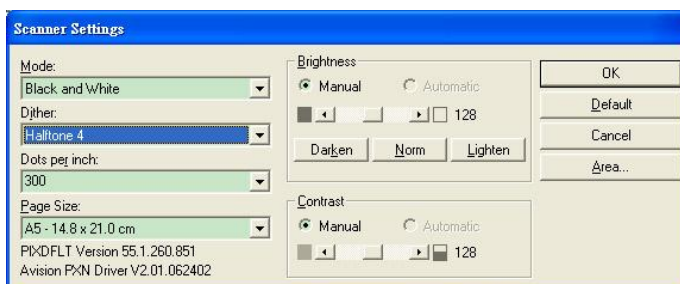 Scanner Settings
Mode:
Black and White
Dither:
Halftone 4
Dots per inch:
300
Page Size:
A5 - 14.8 x 21.0 cm
PIXDFLT Version 55.1.260.851
Avision PXN Driver V2.01.062402
Brightness
Manual
Automatic
128
Darken
Norm
Lighten
Contrast
Manual
Automatic
128
OK
Default
Cancel
Area...